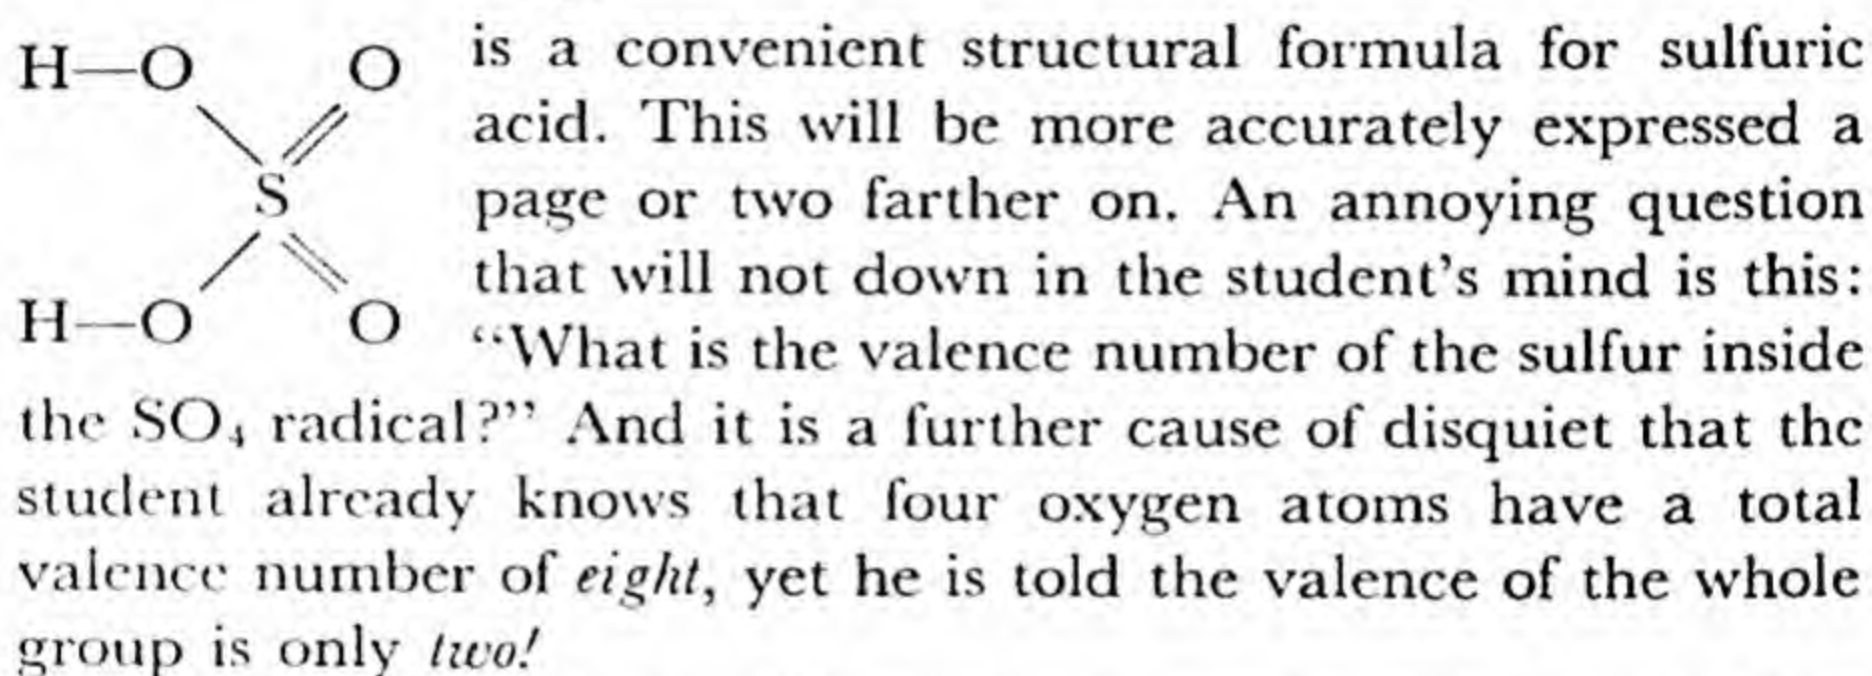 H—O O is a convenient structural formula for sulfuric
acid. This will be more accurately expressed a
S page or two farther on. An annoying question
that will not down in the student's mind is this:
H—O O “What is the valence number of the sulfur inside
the SO₄ radical?” And it is a further cause of disquiet that the
student already knows that four oxygen atoms have a total
valence number of eight, yet he is told the valence of the whole
group is only two!